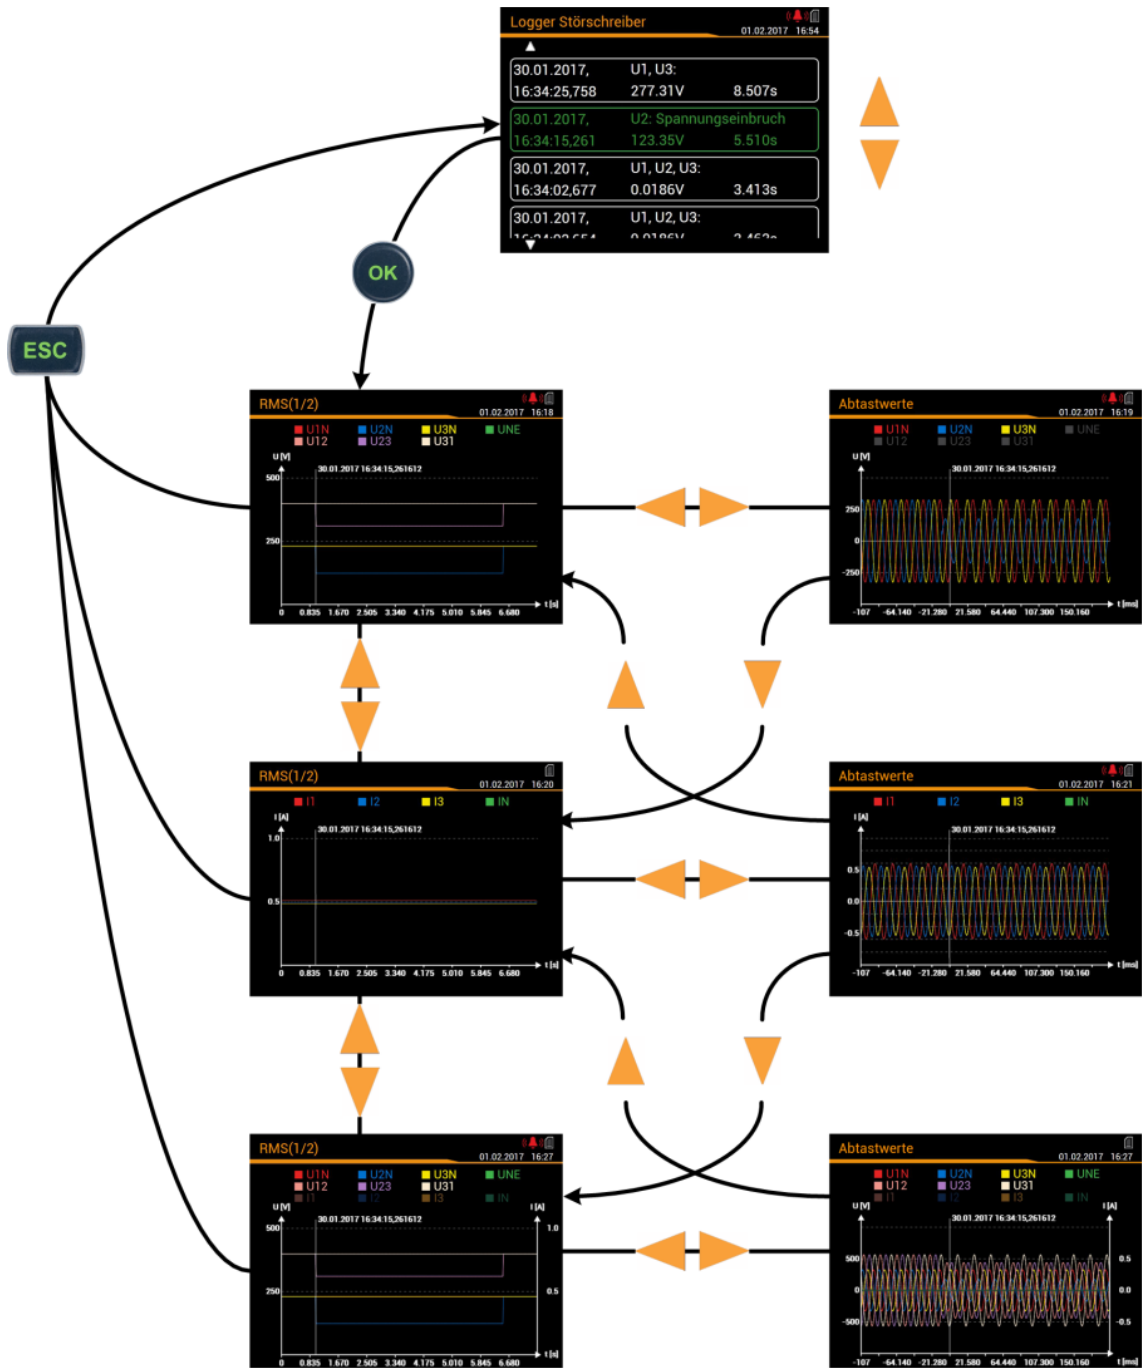 Logger Störschreiber
01.02.2017 16:54
30.01.2017, U1, U3:
16:34:25,758 277.31V 8.507s
30.01.2017, U2: Spannungseinbruch
16:34:15,261 123.35V 5.510s
30.01.2017, U1, U2, U3:
16:34:02,677 0.0186V 3.413s
30.01.2017, U1, U2, U3:
OK
ESC
RMS(1/2)
01.02.2017 16:18
U1N U2N U3N UNE
U12 U23 U31
U [V]
30.01.2017 16:34:15,261612
500
250
t [s]
0 0.835 1.670 2.505 3.340 4.175 5.010 5.845 6.680
Abtastwerte
01.02.2017 16:19
U1N U2N U3N UNE
U12 U23 U31
U [V]
30.01.2017 16:34:15,261612
250
0
-250
t [ms]
-107 -64.140 -21.280 21.580 64.440 107.300 150.160
RMS(1/2)
01.02.2017 16:20
I1 I2 I3 IN
I [A]
30.01.2017 16:34:15,261612
1.0
0.5
t [s]
0 0.835 1.670 2.505 3.340 4.175 5.010 5.845 6.680
Abtastwerte
01.02.2017 16:21
I1 I2 I3 IN
I [A]
30.01.2017 16:34:15,261612
0.5
0.0
-0.5
t [ms]
-107 -64.140 -21.280 21.580 64.440 107.300 150.160
RMS(1/2)
01.02.2017 16:27
U1N U2N U3N UNE
U12 U23 U31
I1 I2 I3 IN
U [V] I [A]
30.01.2017 16:34:15,261612
500 1.0
250 0.5
t [s]
0 0.835 1.670 2.505 3.340 4.175 5.010 5.845 6.680
Abtastwerte
01.02.2017 16:27
U1N U2N U3N UNE
U12 U23 U31
I1 I2 I3 IN
U [V] I [A]
30.01.2017 16:34:15,261612
500 0.5
0 0.0
-500 -0.5
t [ms]
-107 -64.140 -21.280 21.580 64.440 107.300 150.160